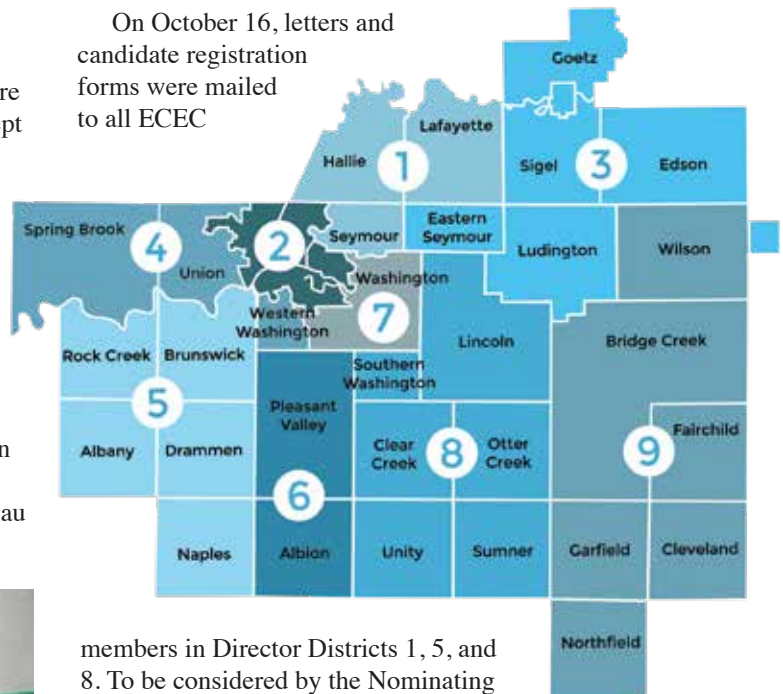 On October 16, letters and
candidate registration
forms were mailed
to all ECEC
re
ept
n
au
Goetz
Lafayette
Hallie
1
Sigel
3
Edson
Spring Brook
4
Union
2
Seymour
Eastern
Seymour
Ludington
Wilson
Washington
7
Western
Washington
Lincoln
Bridge Creek
Rock Creek
Brunswick
Southern
Washington
5
Pleasant
Valley
Albany
Drammen
Clear
Creek
8
Otter
Creek
9
Fairchild
6
Naples
Albion
Unity
Sumner
Garfield
Cleveland
Northfield
members in Director Districts 1, 5, and
8. To be considered by the Nominating